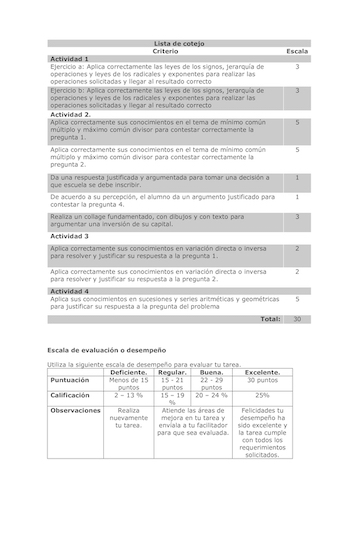 Lista de cotejo
Criterio Escala
Actividad 1
Ejercicio a: Aplica correctamente las leyes de los signos, jerarquía de 3
operaciones y leyes de los radicales y exponentes para realizar las
operaciones solicitadas y llegar al resultado correcto
Ejercicio b: Aplica correctamente las leyes de los signos, jerarquía de 3
operaciones y leyes de los radicales y exponentes para realizar las
operaciones solicitadas y llegar al resultado correcto
Actividad 2.
Aplica correctamente sus conocimientos en el tema de mínimo común 5
múltiplo y máximo común divisor para contestar correctamente la
pregunta 1.
Aplica correctamente sus conocimientos en el tema de mínimo común 5
múltiplo y máximo común divisor para contestar correctamente la
pregunta 2.
Da una respuesta justificada y argumentada para tomar una decisión a 1
que escuela se debe inscribir.
De acuerdo a su percepción, el alumno da un argumento justificado para 1
contestar la pregunta 4.
Realiza un collage fundamentado, con dibujos y con texto para 3
argumentar una inversión de su capital.
Actividad 3
Aplica correctamente sus conocimientos en variación directa o inversa 2
para resolver y justificar su respuesta a la pregunta 1.
Aplica correctamente sus conocimientos en variación directa o inversa 2
para resolver y justificar su respuesta a la pregunta 2.
Actividad 4
Aplica sus conocimientos en sucesiones y series aritméticas y geométricas 5
para justificar su respuesta a la pregunta del problema
Total: 30
Escala de evaluación o desempeño
Utiliza la siguiente escala de desempeño para evaluar tu tarea.
Deficiente. Regular. Buena. Excelente.
Puntuación Menos de 15 15 - 21 22 - 29 30 puntos
puntos puntos puntos
Calificación 2 – 13 % 15 – 19 20 – 24 % 25%
%
Observaciones Realiza Atiende las áreas de Felicidades tu
nuevamente mejora en tu tarea y desempeño ha
tu tarea. envíala a tu facilitador sido excelente y
para que sea evaluada. la tarea cumple
con todos los
requerimientos
solicitados.